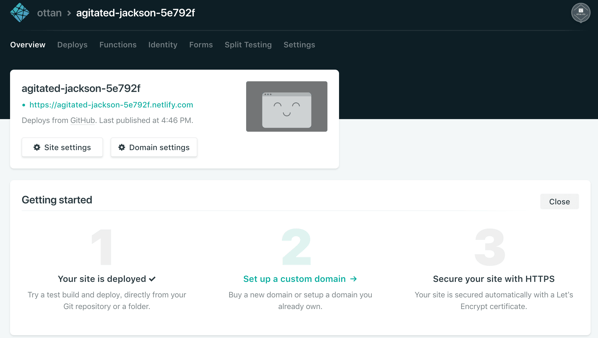 ottan > agitated-jackson-5e792f
Overview Deploys Functions Identity Forms Split Testing Settings
agitated-jackson-5e792f
https://agitated-jackson-5e792f.netlify.com
Deploys from GitHub. Last published at 4:46 PM.
Site settings Domain settings
Getting started
Close
1
Your site is deployed ✓
Try a test build and deploy, directly from your
Git repository or a folder.
2
Set up a custom domain →
Buy a new domain or setup a domain you
already own.
3
Secure your site with HTTPS
Your site is secured automatically with a Let's
Encrypt certificate.